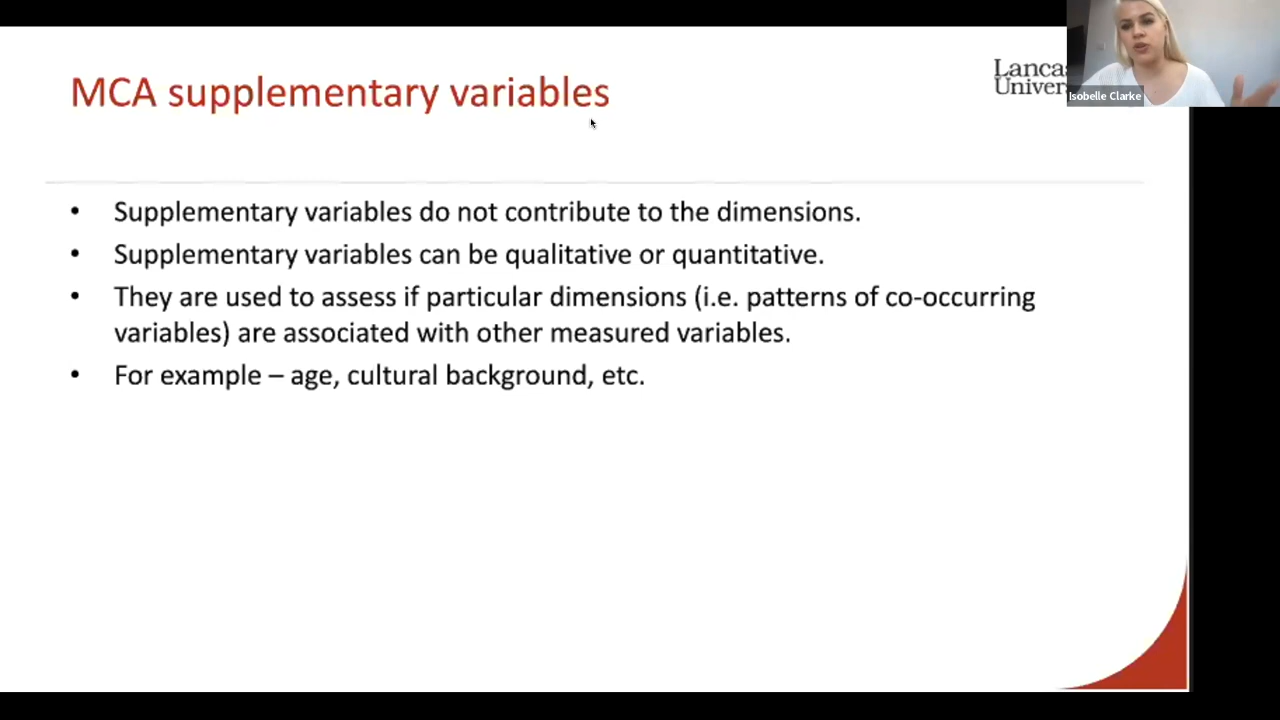 MCA supplementary variables
Isobelle Clarke
• Supplementary variables do not contribute to the dimensions.
• Supplementary variables can be qualitative or quantitative.
• They are used to assess if particular dimensions (i.e. patterns of co-occurring
variables) are associated with other measured variables.
• For example – age, cultural background, etc.